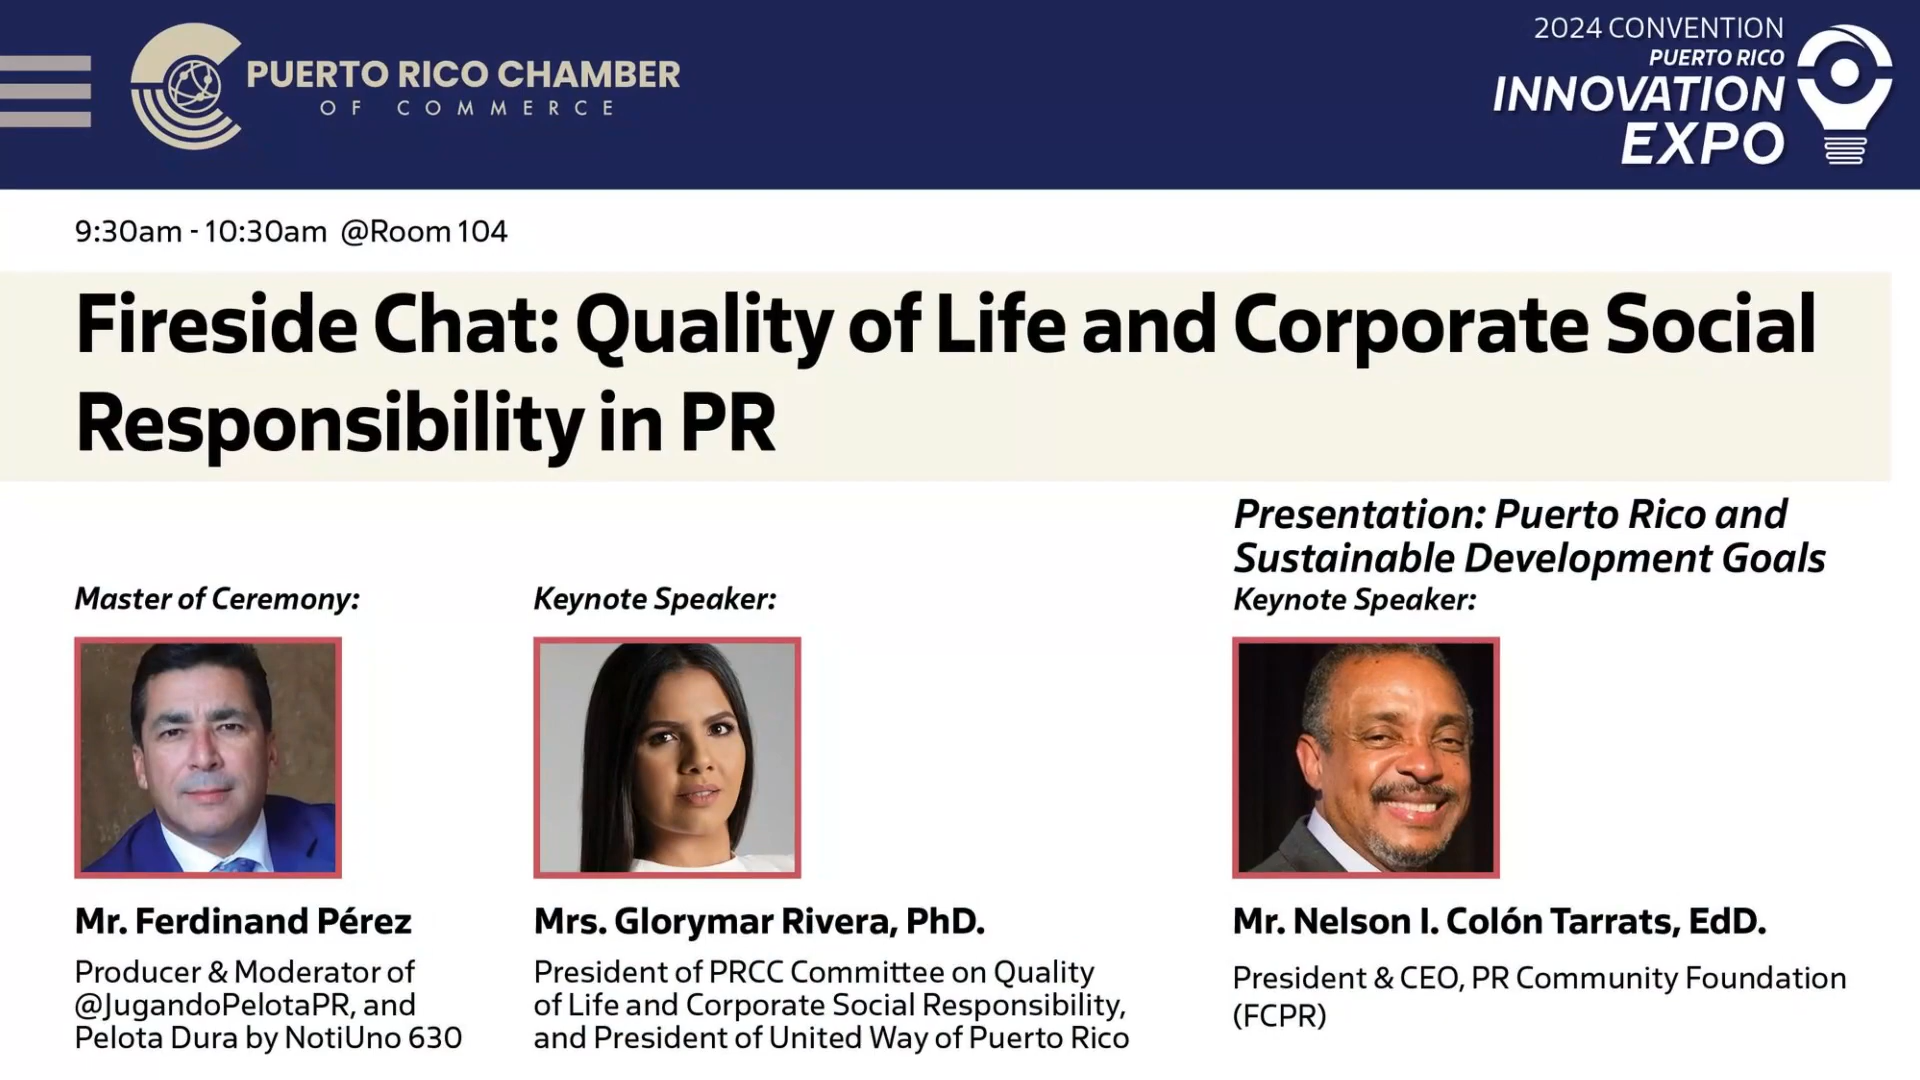 PUERTO RICO CHAMBER
OF COMMERCE
2024 CONVENTION
PUERTO RICO
INNOVATION
EXPO
9:30am - 10:30am @Room 104
Fireside Chat: Quality of Life and Corporate Social
Responsibility in PR
Master of Ceremony:
Mr. Ferdinand Pérez
Producer & Moderator of
@JugandoPelotaPR, and
Pelota Dura by NotiUno 630
Keynote Speaker:
Mrs. Glorymar Rivera, PhD.
President of PRCC Committee on Quality
of Life and Corporate Social Responsibility,
and President of United Way of Puerto Rico
Presentation: Puerto Rico and
Sustainable Development Goals
Keynote Speaker:
Mr. Nelson I. Colón Tarrats, EdD.
President & CEO, PR Community Foundation
(FCPR)